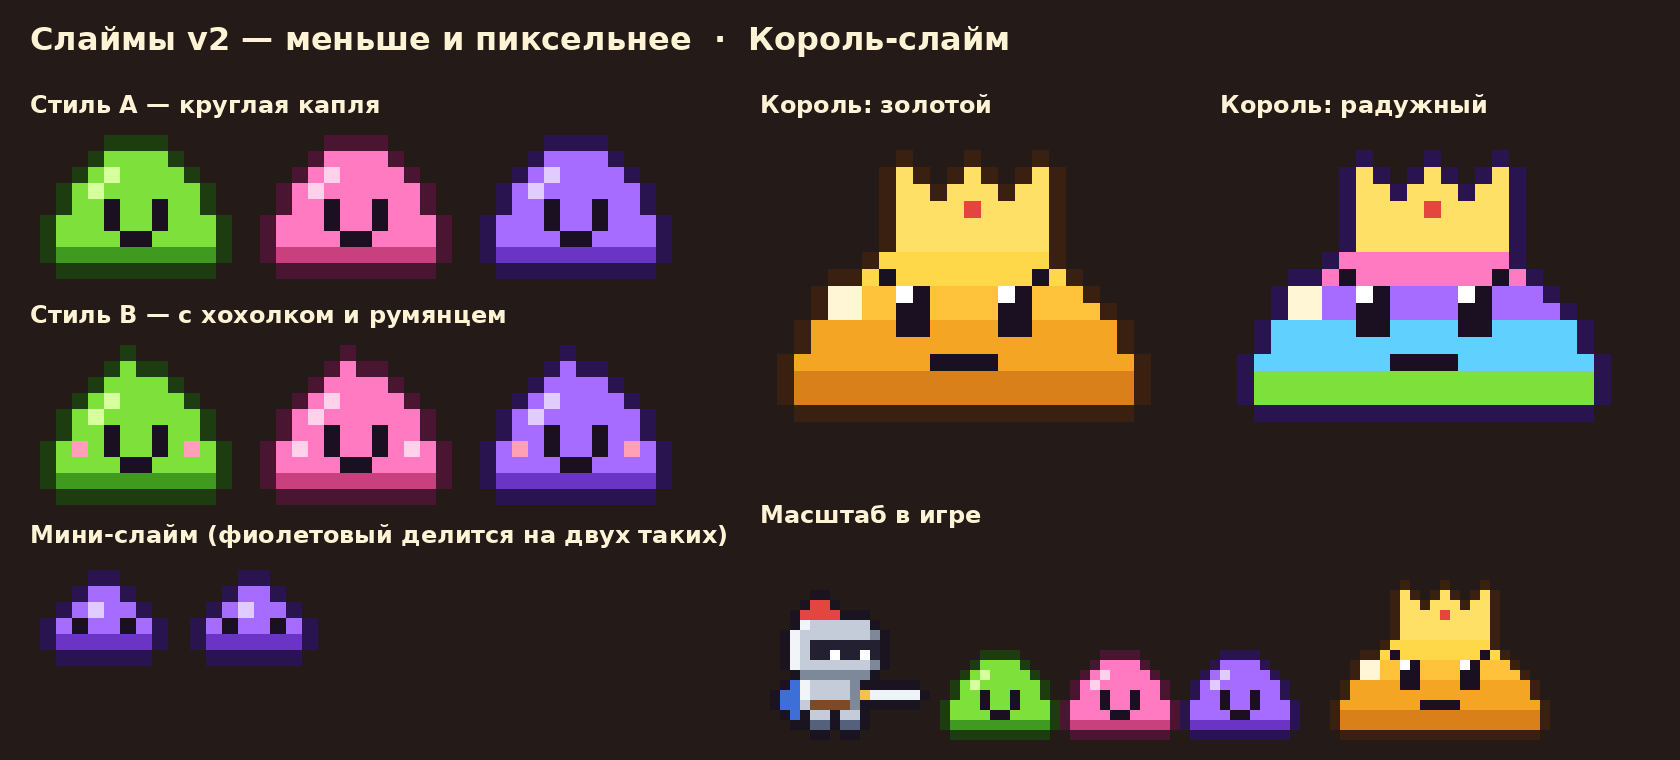 Слаймы v2 — меньше и пиксельнее · Король-слайм
Стиль A — круглая капля
Король: золотой
Король: радужный
Стиль B — с хохолком и румянцем
Мини-слайм (фиолетовый делится на двух таких)
Масштаб в игре